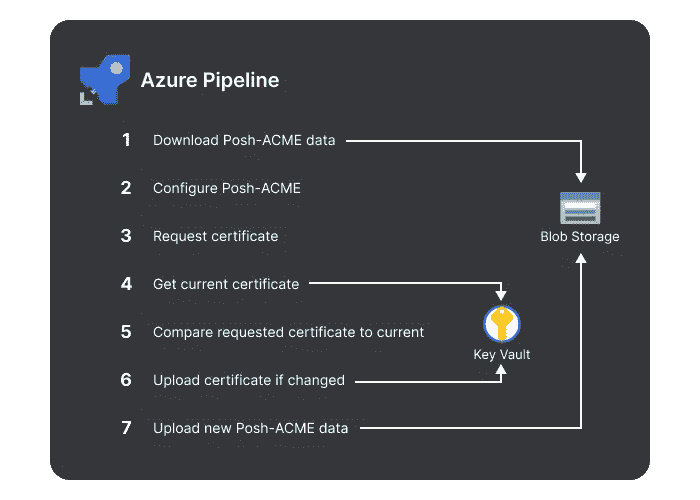 Azure Pipeline
1 Download Posh-ACME data
2 Configure Posh-ACME
3 Request certificate
Blob Storage
4 Get current certificate
5 Compare requested certificate to current
Key Vault
6 Upload certificate if changed
7 Upload new Posh-ACME data